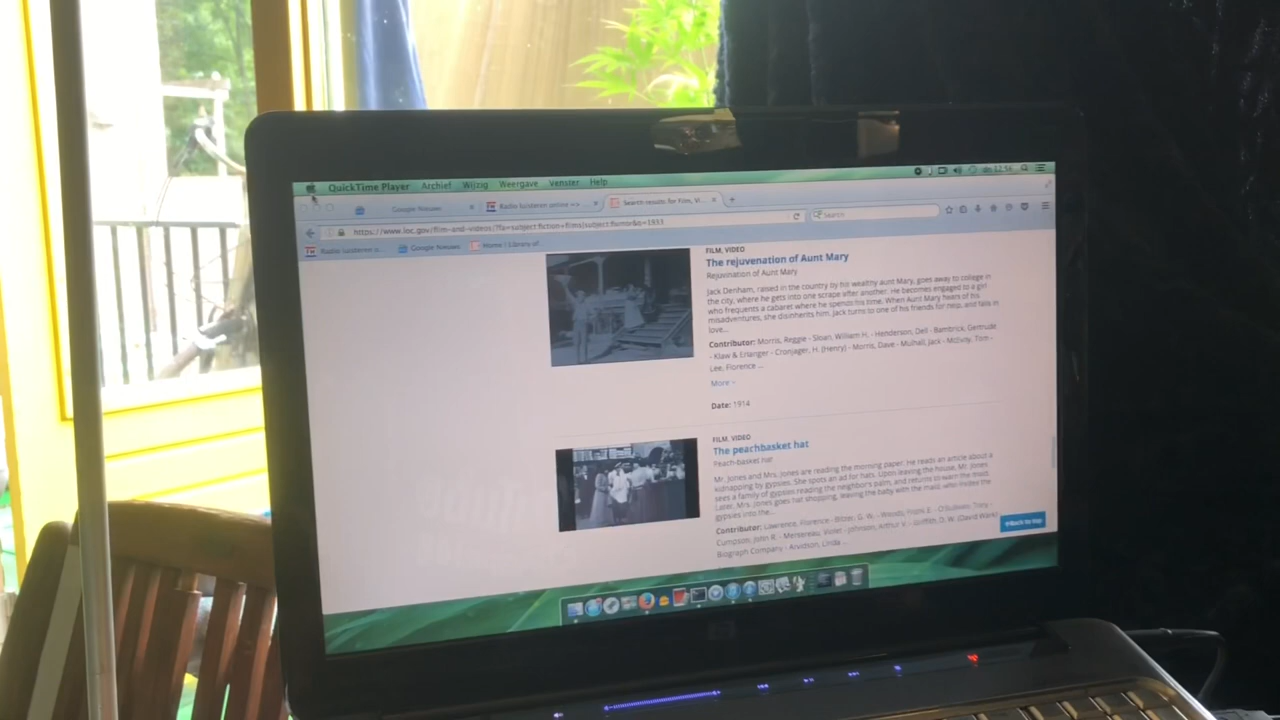 QuickTime Player Archief Wijzig Weergave Venster Help
Google Nieuws Radio luisteren online => Search results for Film, Vi...
https://www.loc.gov/film-and-videos/?fa=subject:fiction+films|subject: Search
Radio luisteren o... Google Nieuws Home | Library of
FILM, VIDEO
The rejuvenation of Aunt Mary
Rejuvination of Aunt Mary
Jack Denham, raised in the country by his wealthy aunt Mary, goes away to college in
the city, where he gets into one scrape after another. He becomes engaged to a girl
who frequents a cabaret where he spends his time. When Aunt Mary hears of his
misadventures, she disinherits him. Jack turns to one of his friends for help, and falls in
love...
Contributor: Morris, Reggie - Sloan, William H. - Henderson, Dell - Bambrick, Gertrude
- Klaw & Erlanger - Cronjager, H. (Henry) - Morris, Dave - Mulhall, Jack - McEvoy, Tom -
Lee, Florence ...
More
Date: 1914
FILM, VIDEO
The peachbasket hat
Peach-basket hat
Mr. Jones and Mrs. Jones are reading the morning paper. He reads an article about a
kidnapping by gypsies. She spots an ad for hats. Upon leaving the house, Mr. Jones
sees a family of gypsies reading the neighbor's palm, and returns to warn the maid.
Later, Mrs. Jones goes hat shopping, leaving the baby with the maid, who invites the
gypsies into the...
Contributor: Lawrence, Florence - Bitzer, G. W. - Woods, Frank E. - O'Sullivan, Tony -
Cumpson, John R. - Mersereau, Violet - Johnson, Arthur V. - Griffith, D. W. (David Wark)
Biograph Company - Arvidson, Linda ...
Back to top
hp